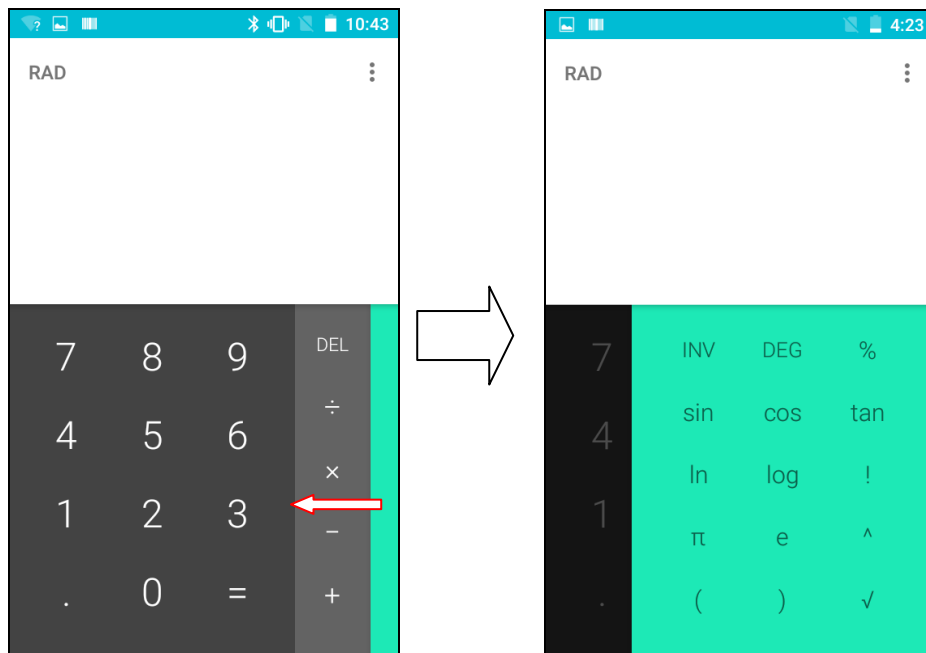 ? 10:43
RAD
7 8 9 DEL
÷
4 5 6
×
1 2 3
−
. 0 = +
4:23
RAD
7 INV DEG %
sin cos tan
4
ln log !
1
π e ^
. ( ) √